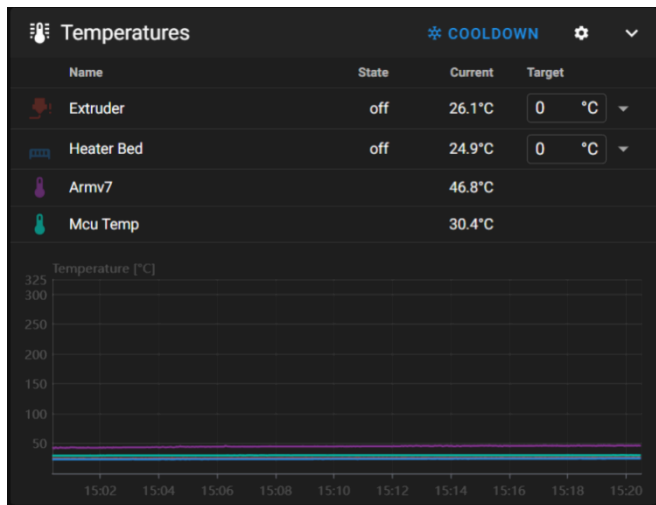 Temperatures COOLDOWN
Name State Current Target
Extruder off 26.1°C 0 °C
Heater Bed off 24.9°C 0 °C
Armv7 46.8°C
Mcu Temp 30.4°C
Temperature [°C]
325
300
250
200
150
100
50
15:02 15:04 15:06 15:08 15:10 15:12 15:14 15:16 15:18 15:20